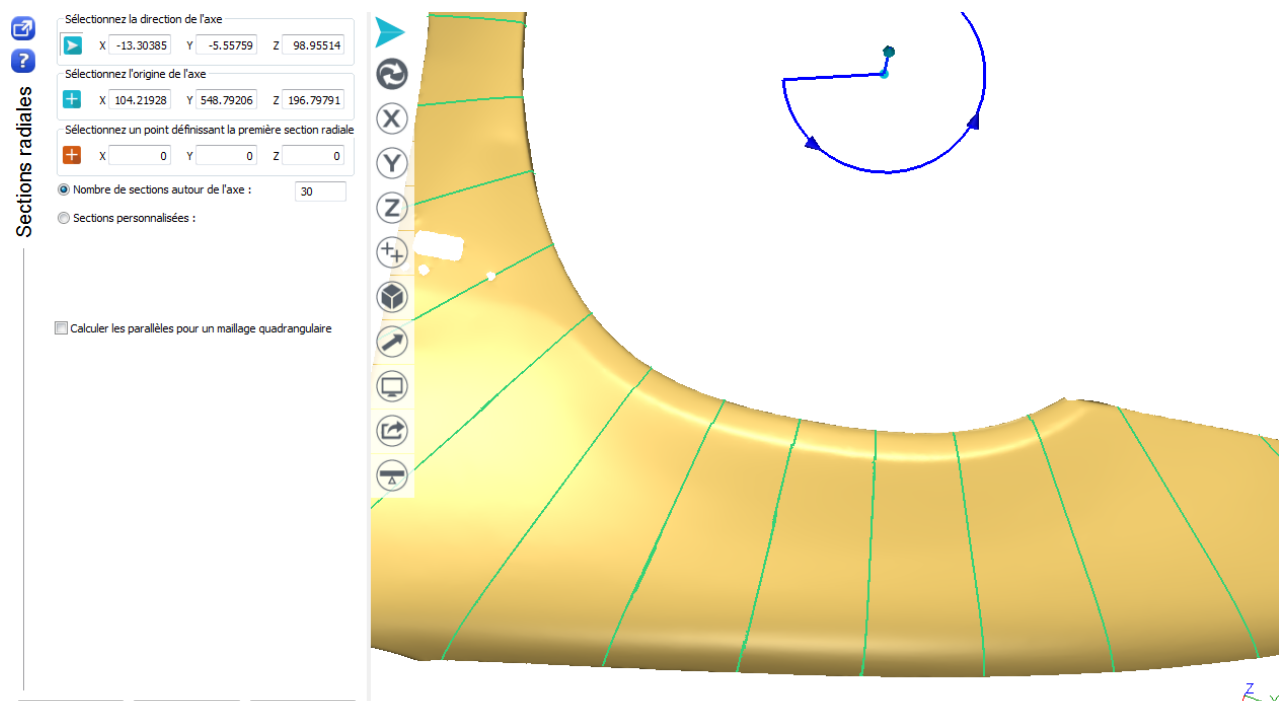 Sections radiales
?
Sélectionnez la direction de l'axe
X -13.30385 Y -5.55759 Z 98.95514
Sélectionnez l'origine de l'axe
X 104.21928 Y 548.79206 Z 196.79791
Sélectionnez un point définissant la première section radiale
X 0 Y 0 Z 0
Nombre de sections autour de l'axe : 30
Sections personnalisées :
Calculer les parallèles pour un maillage quadrangulaire
X
Y
Z
Z
Y